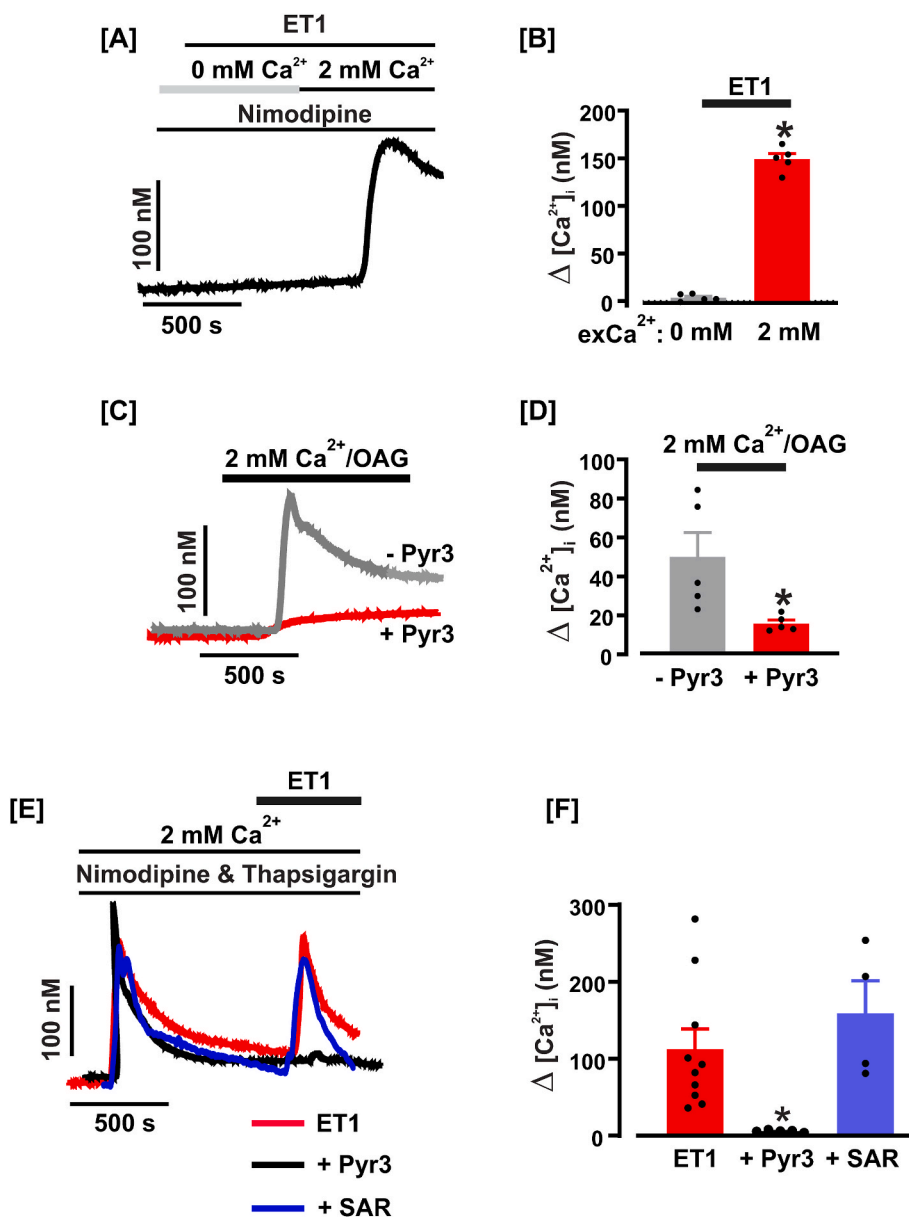 [A]
ET1
0 mM Ca²⁺ 2 mM Ca²⁺
Nimodipine
100 nM
500 s
[B]
ET1
*
Δ [Ca²⁺]ᵢ (nM)
200
150
100
50
0
exCa²⁺: 0 mM 2 mM
[C]
2 mM Ca²⁺/OAG
100 nM
- Pyr3
+ Pyr3
500 s
[D]
2 mM Ca²⁺/OAG
*
Δ [Ca²⁺]ᵢ (nM)
100
80
60
40
20
0
- Pyr3 + Pyr3
[E]
ET1
2 mM Ca²⁺
Nimodipine & Thapsigargin
100 nM
500 s
ET1
+ Pyr3
+ SAR
[F]
Δ [Ca²⁺]ᵢ (nM)
300
200
100
0
*
ET1 + Pyr3 + SAR